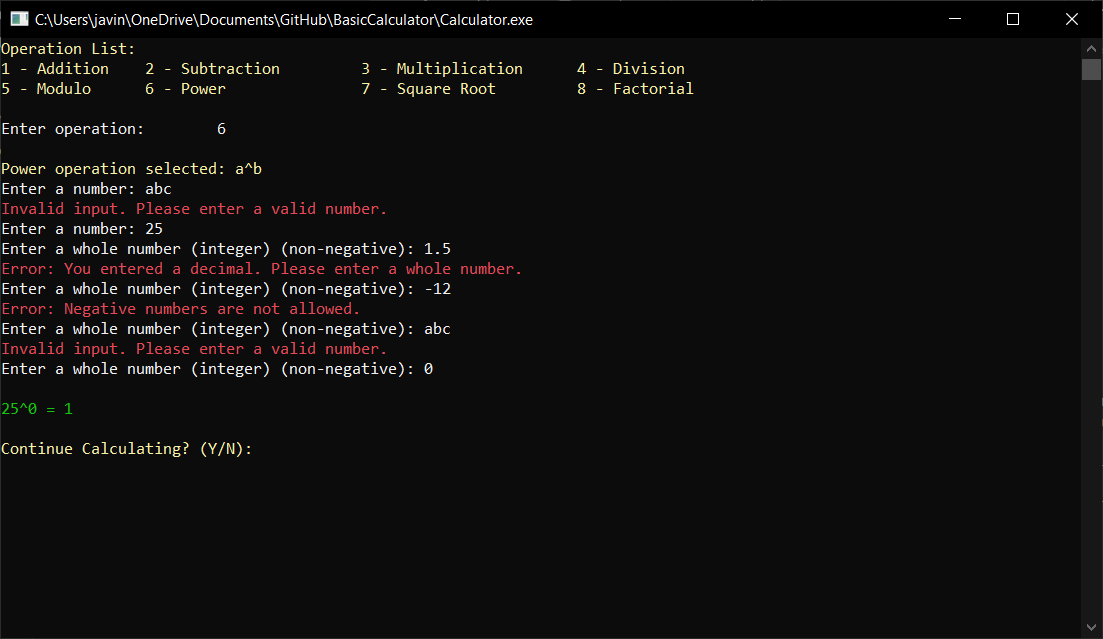 C:\Users\javin\OneDrive\Documents\GitHub\BasicCalculator\Calculator.exe
Operation List:
1 - Addition    2 - Subtraction         3 - Multiplication      4 - Division
5 - Modulo      6 - Power               7 - Square Root         8 - Factorial
Enter operation:        6
Power operation selected: a^b
Enter a number: abc
Invalid input. Please enter a valid number.
Enter a number: 25
Enter a whole number (integer) (non-negative): 1.5
Error: You entered a decimal. Please enter a whole number.
Enter a whole number (integer) (non-negative): -12
Error: Negative numbers are not allowed.
Enter a whole number (integer) (non-negative): abc
Invalid input. Please enter a valid number.
Enter a whole number (integer) (non-negative): 0
25^0 = 1
Continue Calculating? (Y/N):